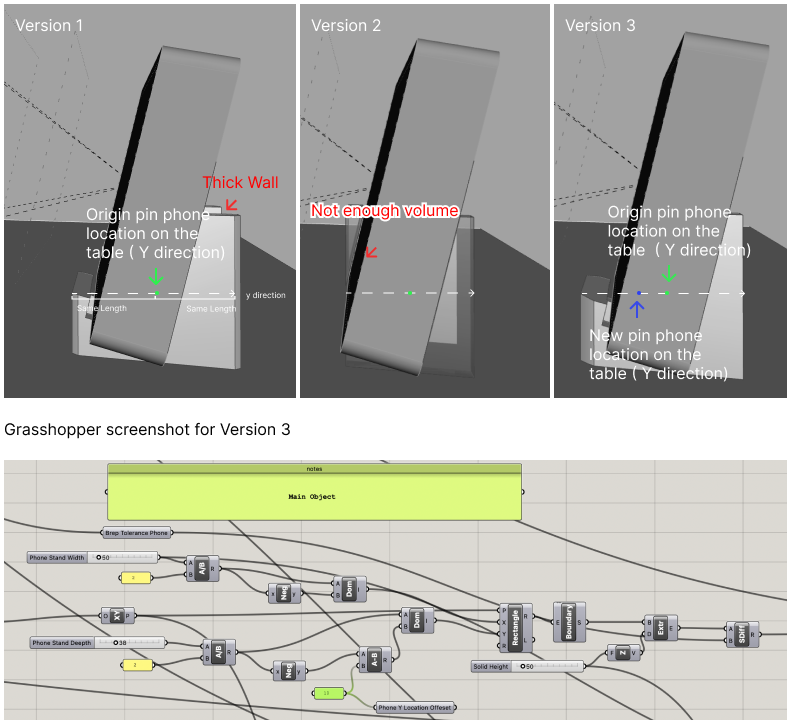 Version 1
Version 2
Version 3
Thick Wall
Origin pin phone
location on the
table ( Y direction)
Same Length
Same Length
y direction
Not enough volume
Origin pin phone
location on the
table ( Y direction)
New pin phone
location on the
table ( Y direction)
Grasshopper screenshot for Version 3
notes
Main Object
Brep Tolerance Phone
Phone Stand Width 50
A B A/B R
2
x Neg y
A B Dom I
O XY P
Phone Stand Deepth 38
A B A/B R
2
x Neg y
A B A-B R
A B Dom I
P X Y R Rectangle R L
E Boundary S
B D Extr E
A B SDiff R
Solid Height 50
F Z V
Phone Y Location Offeset